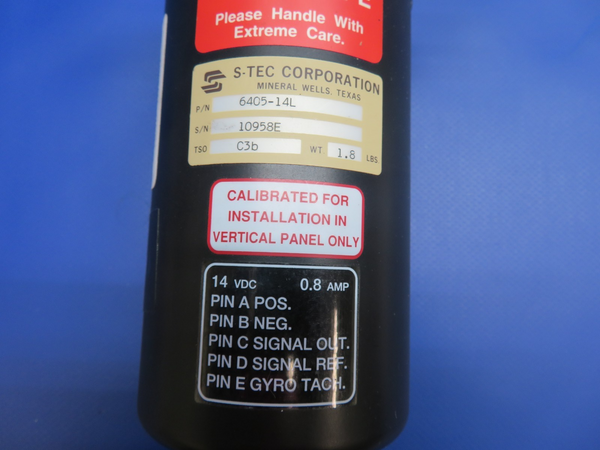 Please Handle With
Extreme Care.
S-TEC CORPORATION
MINERAL WELLS, TEXAS
P/N 6405-14L
S/N 10958E
TSO C3b WT. 1.8 LBS.
CALIBRATED FOR
INSTALLATION IN
VERTICAL PANEL ONLY
14 VDC 0.8 AMP
PIN A POS.
PIN B NEG.
PIN C SIGNAL OUT.
PIN D SIGNAL REF.
PIN E GYRO TACH.